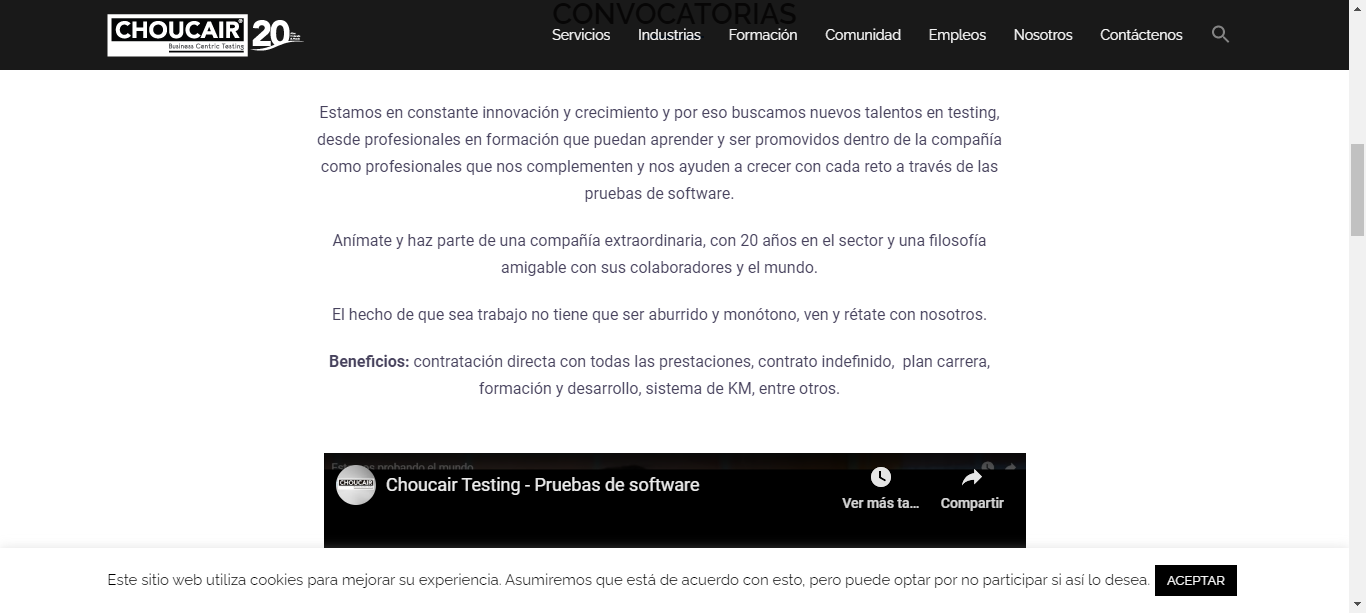 CONVOCATORIAS
CHOUCAIR
Business Centric Testing
20
Servicios
Industrias
Formación
Comunidad
Empleos
Nosotros
Contáctenos
Estamos en constante innovación y crecimiento y por eso buscamos nuevos talentos en testing,
desde profesionales en formación que puedan aprender y ser promovidos dentro de la compañía
como profesionales que nos complementen y nos ayuden a crecer con cada reto a través de las
pruebas de software.
Anímate y haz parte de una compañía extraordinaria, con 20 años en el sector y una filosofía
amigable con sus colaboradores y el mundo.
El hecho de que sea trabajo no tiene que ser aburrido y monótono, ven y rétate con nosotros.
Beneficios: contratación directa con todas las prestaciones, contrato indefinido,  plan carrera,
formación y desarrollo, sistema de KM, entre otros.
probando el mundo
CHOUCAIR
Choucair Testing - Pruebas de software
Ver más ta...
Compartir
Este sitio web utiliza cookies para mejorar su experiencia. Asumiremos que está de acuerdo con esto, pero puede optar por no participar si así lo desea.
ACEPTAR